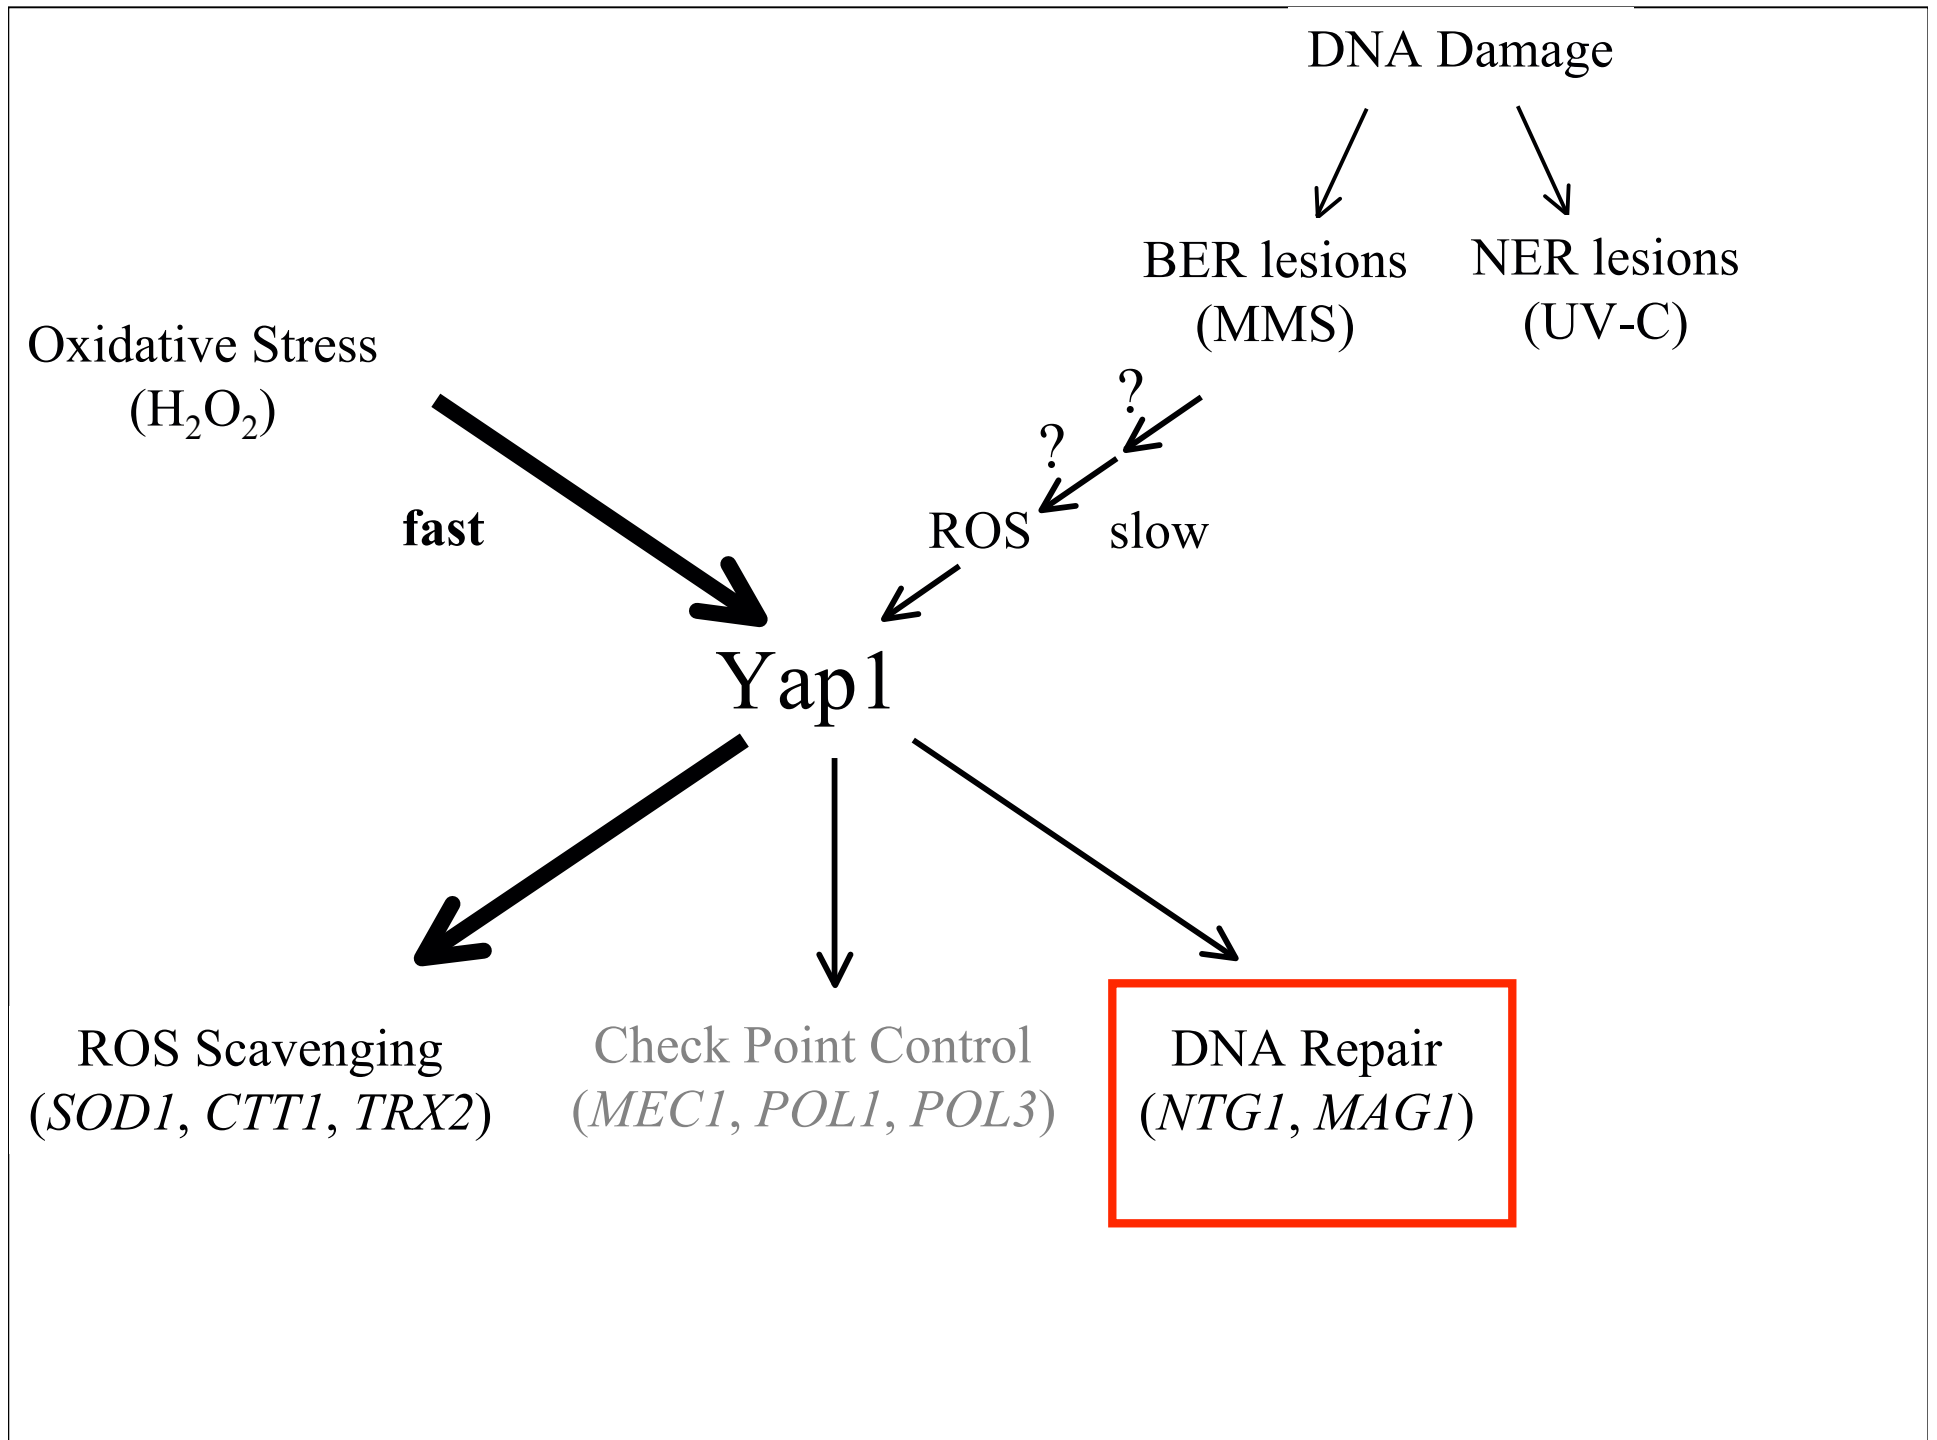 DNA Damage
BER lesions
(MMS)
NER lesions
(UV-C)
Oxidative Stress
(H₂O₂)
?
?
fast
ROS
slow
Yap1
ROS Scavenging
(SOD1, CTT1, TRX2)
Check Point Control
(MEC1, POL1, POL3)
DNA Repair
(NTG1, MAG1)